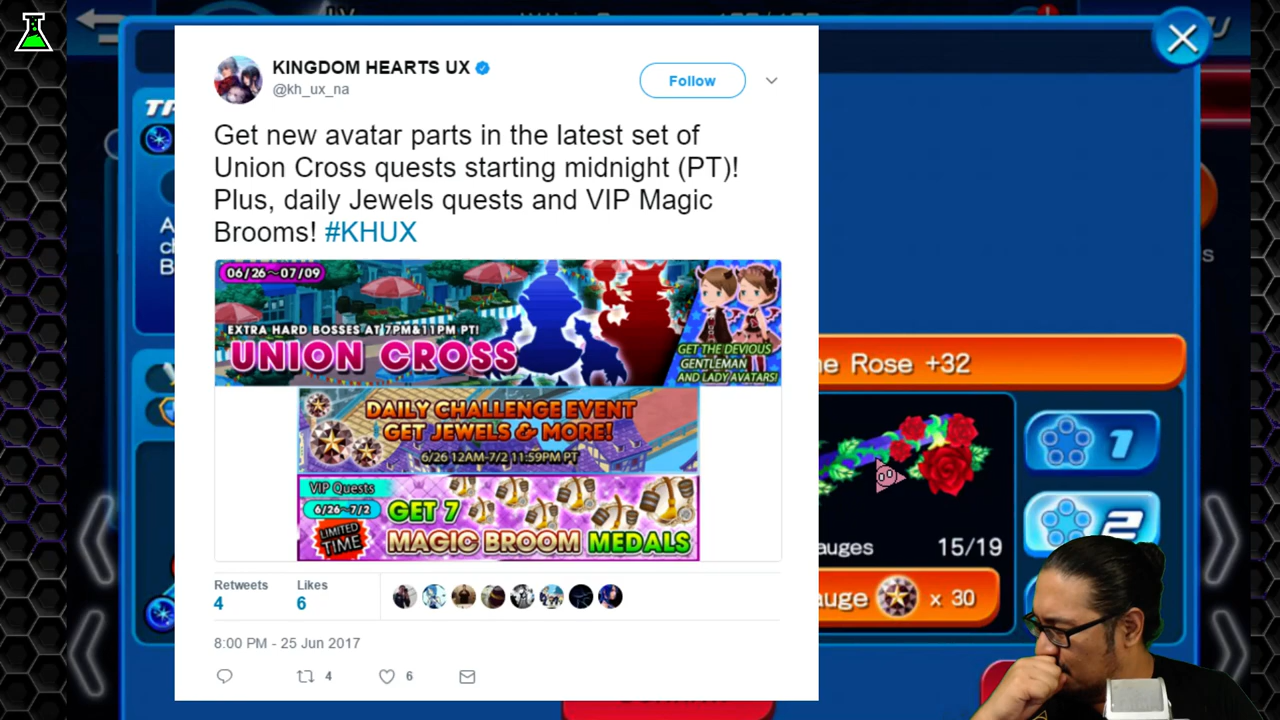 KINGDOM HEARTS UX
@kh_ux_na
Follow
Get new avatar parts in the latest set of
Union Cross quests starting midnight (PT)!
Plus, daily Jewels quests and VIP Magic
Brooms! #KHUX
06/26~07/09
EXTRA HARD BOSSES AT 7PM&11PM PT!
UNION CROSS
GET THE DEVIOUS
GENTLEMAN
AND LADY AVATARS!
DAILY CHALLENGE EVENT
GET JEWELS & MORE!
6/26 12AM-7/2 11:59PM PT
VIP Quests
6/26~7/2
LIMITED
TIME
GET 7
MAGIC BROOM MEDALS
Retweets
Likes
4
6
8:00 PM - 25 Jun 2017
4
6
Rose +32
1
2
15/19
x 30